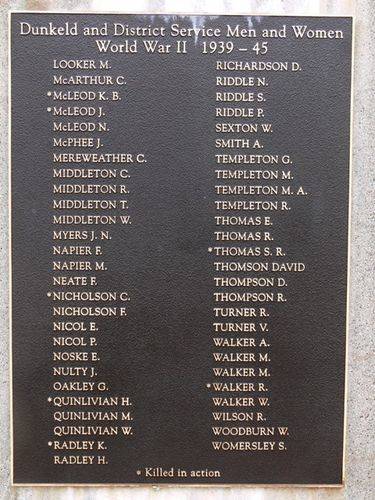 Dunkeld and District Service Men and Women
World War II 1939 – 45
LOOKER M.
McARTHUR C.
*McLEOD K. B.
*McLEOD J.
McLEOD N.
McPHEE J.
MEREWEATHER C.
MIDDLETON C.
MIDDLETON R.
MIDDLETON T.
MIDDLETON W.
MYERS J. N.
NAPIER F.
NAPIER M.
NEATE F.
*NICHOLSON C.
NICHOLSON F.
NICOL E.
NICOL P.
NOSKE E.
NULTY J.
OAKLEY G.
*QUINLIVIAN H.
QUINLIVIAN M.
QUINLIVIAN W.
*RADLEY K.
RADLEY H.
RICHARDSON D.
RIDDLE N.
RIDDLE S.
RIDDLE P.
SEXTON W.
SMITH A.
TEMPLETON G.
TEMPLETON M.
TEMPLETON M. A.
TEMPLETON R.
THOMAS E.
THOMAS R.
*THOMAS S. R.
THOMSON DAVID
THOMPSON D.
THOMPSON R.
TURNER R.
TURNER V.
WALKER A.
WALKER M.
WALKER M.
*WALKER R.
WALKER W.
WILSON R.
WOODBURN W.
WOMERSLEY S.
* Killed in action